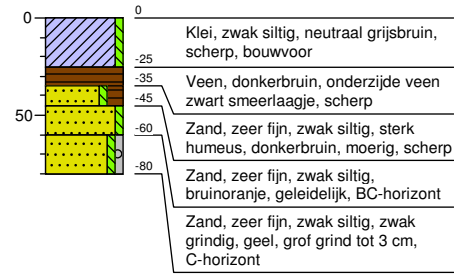 0
50
0
Klei, zwak siltig, neutraal grijsbruin,
scherp, bouwvoor
-25
Veen, donkerbruin, onderzijde veen
zwart smeerlaagje, scherp
-35
Zand, zeer fijn, zwak siltig, sterk
humeus, donkerbruin, moerig, scherp
-45
Zand, zeer fijn, zwak siltig,
bruinoranje, geleidelijk, BC-horizont
-60
Zand, zeer fijn, zwak siltig, zwak
grindig, geel, grof grind tot 3 cm,
C-horizont
-80